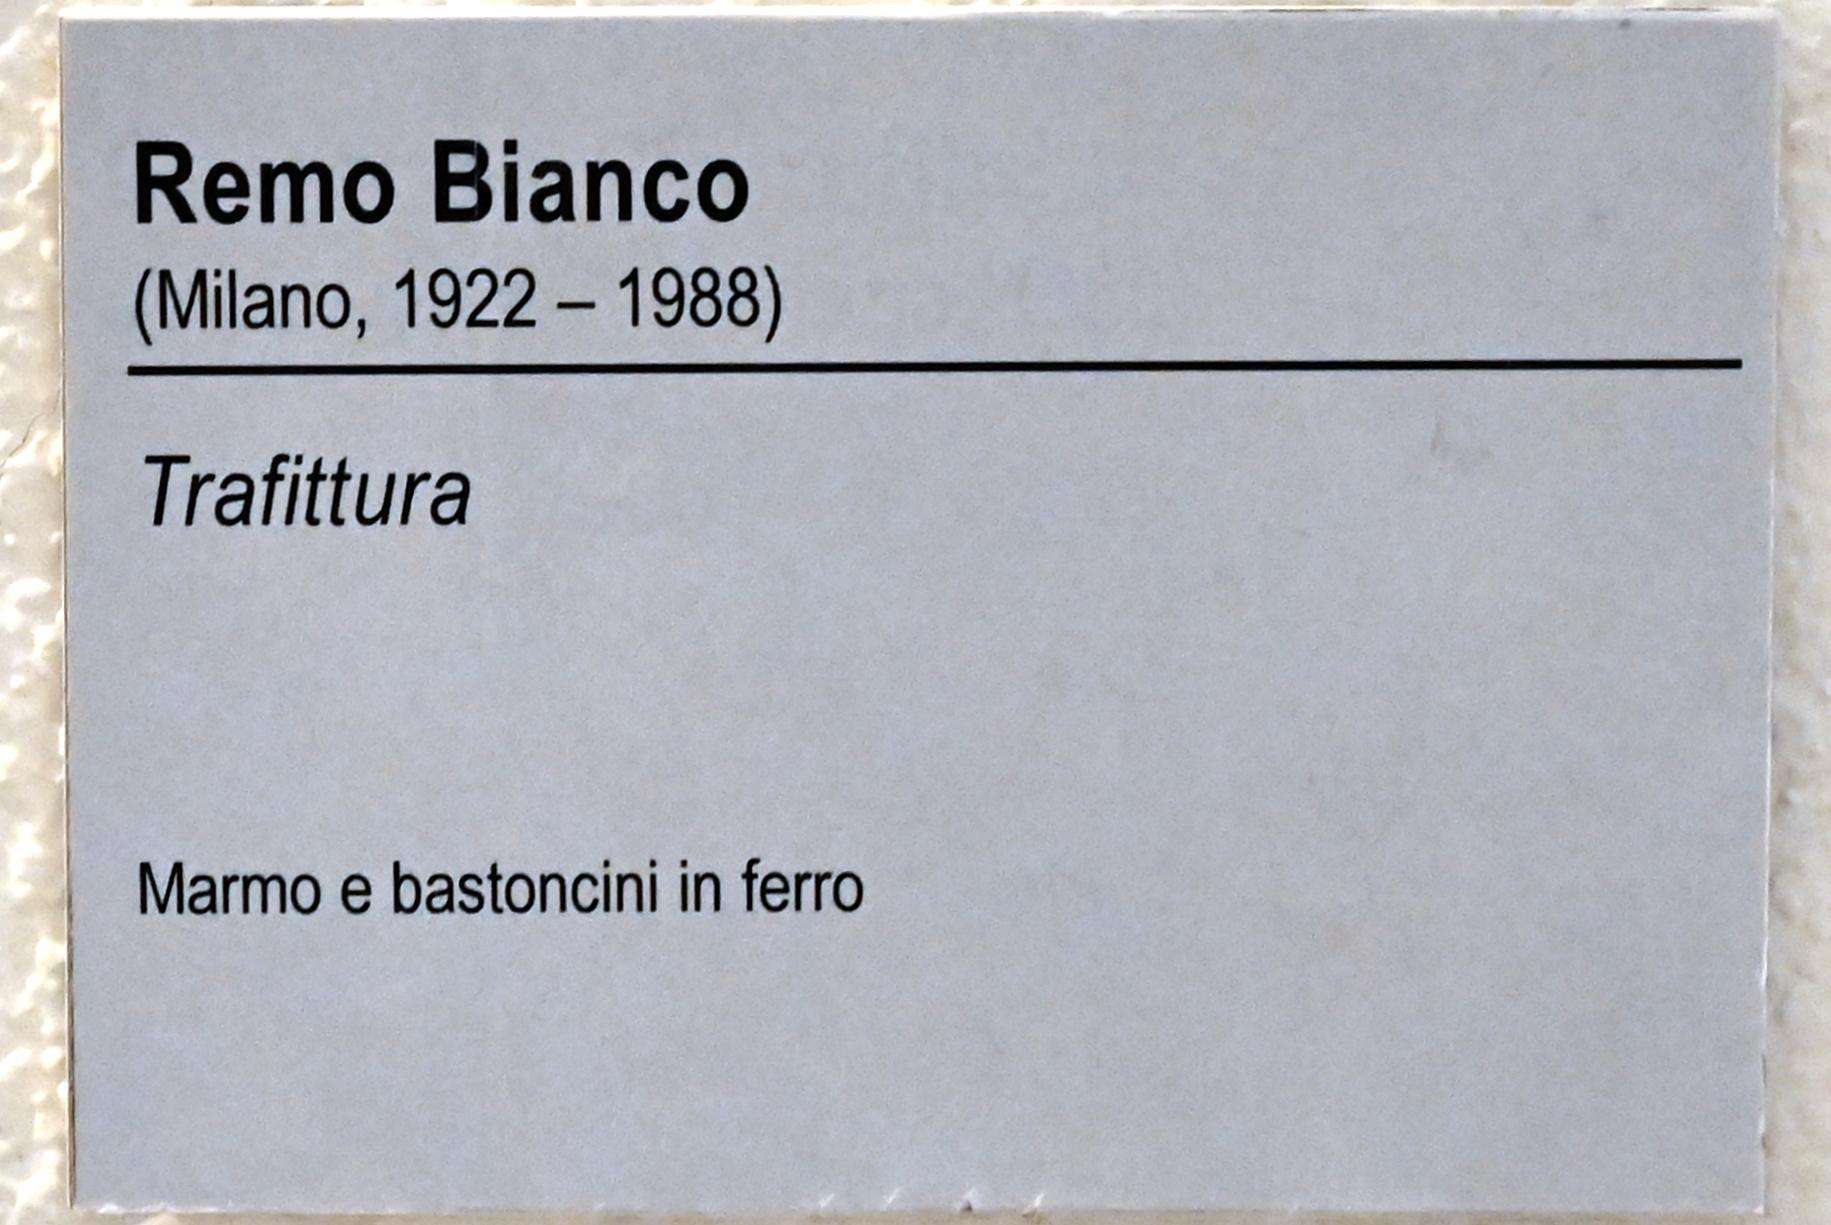 Remo Bianco
(Milano, 1922 – 1988)
Trafittura
Marmo e bastoncini in ferro